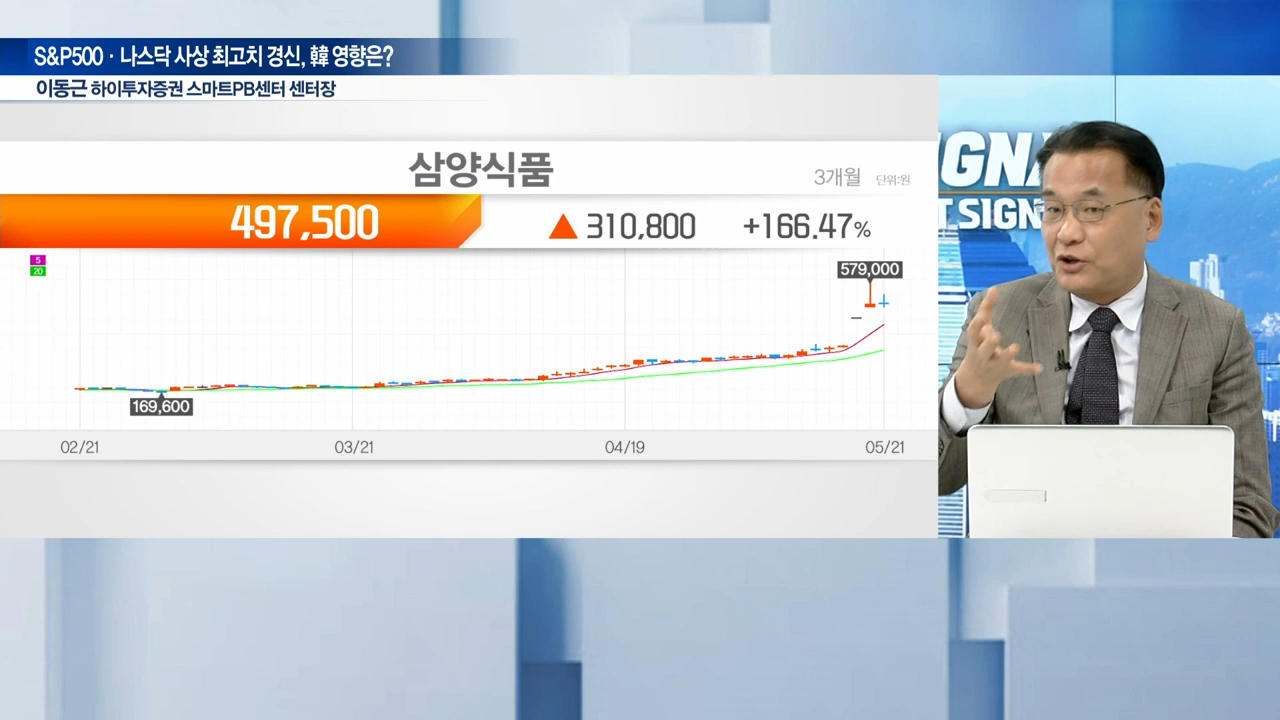 S&P500 · 나스닥 사상 최고치 경신, 韓 영향은?
이동근 하이투자증권 스마트PB센터 센터장
삼양식품
3개월 단위:원
497,500 ▲ 310,800 +166.47%
5
20
579,000
169,600
02/21 03/21 04/19 05/21
IGNA
T SIGN